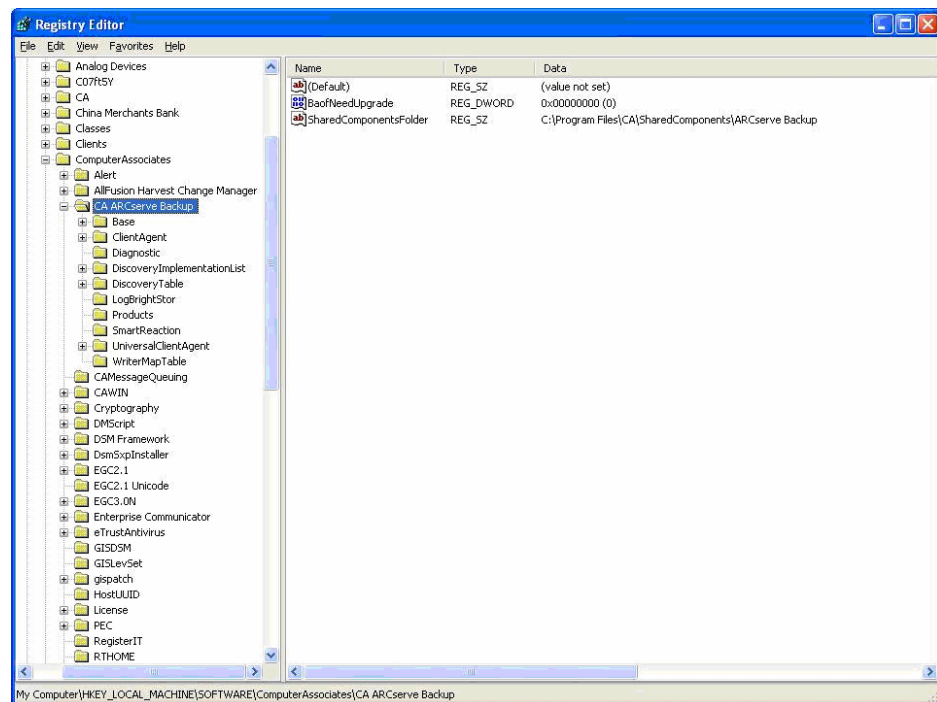 Registry Editor
File Edit View Favorites Help
Analog Devices
C07ft5Y
CA
China Merchants Bank
Classes
Clients
ComputerAssociates
Alert
AllFusion Harvest Change Manager
CA ARCserve Backup
Base
ClientAgent
Diagnostic
DiscoveryImplementationList
DiscoveryTable
LogBrightStor
Products
SmartReaction
UniversalClientAgent
WriterMapTable
CAMessageQueuing
CAWIN
Cryptography
DMScript
DSM Framework
DsmSxpInstaller
EGC2.1
EGC2.1 Unicode
EGC3.0N
Enterprise Communicator
eTrustAntivirus
GISDSM
GISLevSet
gispatch
HostUUID
License
PEC
RegisterIT
RTHOME
Name Type Data
(Default) REG_SZ (value not set)
BaofNeedUpgrade REG_DWORD 0x00000000 (0)
SharedComponentsFolder REG_SZ C:\Program Files\CA\SharedComponents\ARCserve Backup
My Computer\HKEY_LOCAL_MACHINE\SOFTWARE\ComputerAssociates\CA ARCserve Backup